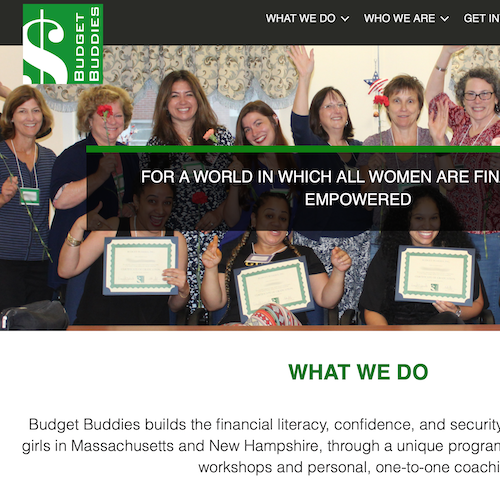 $ BUDGET
BUDDIES
WHAT WE DO WHO WE ARE GET IN
FOR A WORLD IN WHICH ALL WOMEN ARE FIN
EMPOWERED
WHAT WE DO
Budget Buddies builds the financial literacy, confidence, and security
girls in Massachusetts and New Hampshire, through a unique program
workshops and personal, one-to-one coachi